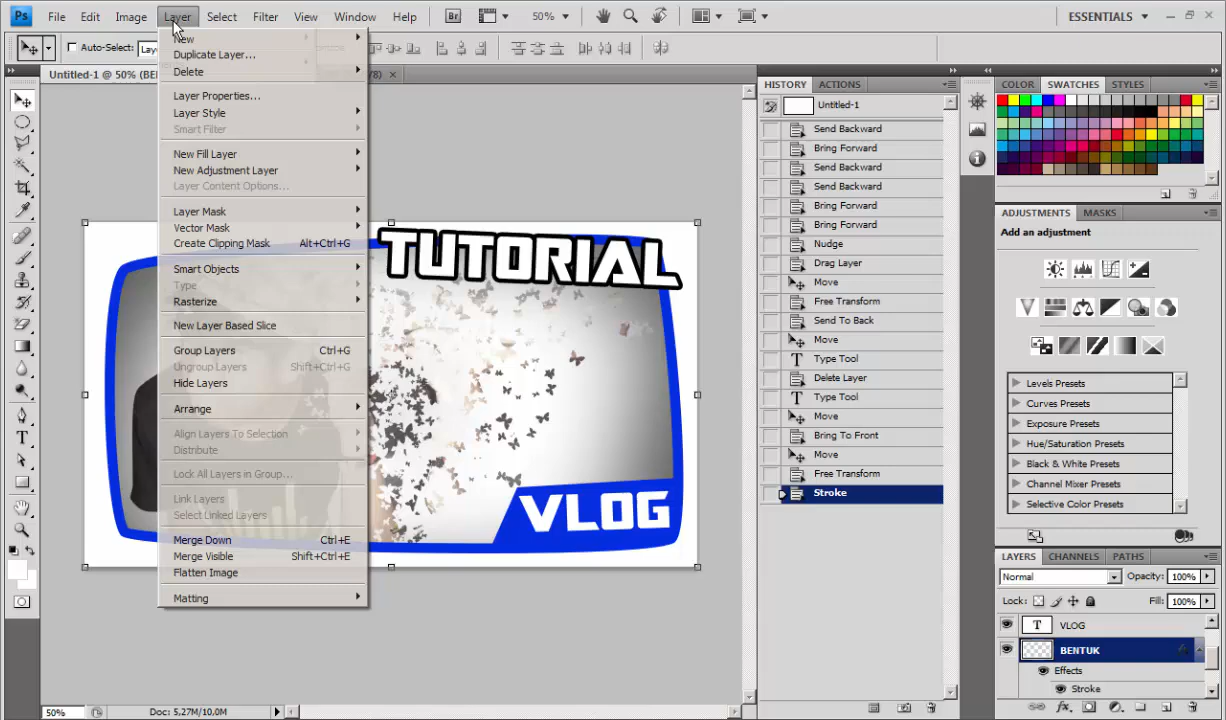 Ps File Edit Image Layer Select Filter View Window Help Br 50% ESSENTIALS
Auto-Select:
Untitled-1 @ 50% (BE /8) ×
New
Duplicate Layer...
Delete
Layer Properties...
Layer Style
Smart Filter
New Fill Layer
New Adjustment Layer
Layer Content Options...
Layer Mask
Vector Mask
Create Clipping Mask Alt+Ctrl+G
Smart Objects
Type
Rasterize
New Layer Based Slice
Group Layers Ctrl+G
Ungroup Layers Shift+Ctrl+G
Hide Layers
Arrange
Align Layers To Selection
Distribute
Lock All Layers in Group...
Link Layers
Select Linked Layers
Merge Down Ctrl+E
Merge Visible Shift+Ctrl+E
Flatten Image
Matting
TUTORIAL
VLOG
50% Doc: 5,27M/10,0M
HISTORY ACTIONS
Untitled-1
Send Backward
Bring Forward
Send Backward
Send Backward
Bring Forward
Bring Forward
Nudge
Drag Layer
Move
Free Transform
Send To Back
Move
Type Tool
Delete Layer
Type Tool
Move
Bring To Front
Move
Free Transform
Stroke
COLOR SWATCHES STYLES
ADJUSTMENTS MASKS
Add an adjustment
Levels Presets
Curves Presets
Exposure Presets
Hue/Saturation Presets
Black & White Presets
Channel Mixer Presets
Selective Color Presets
LAYERS CHANNELS PATHS
Normal Opacity: 100%
Lock: Fill: 100%
T VLOG
BENTUK
Effects
Stroke